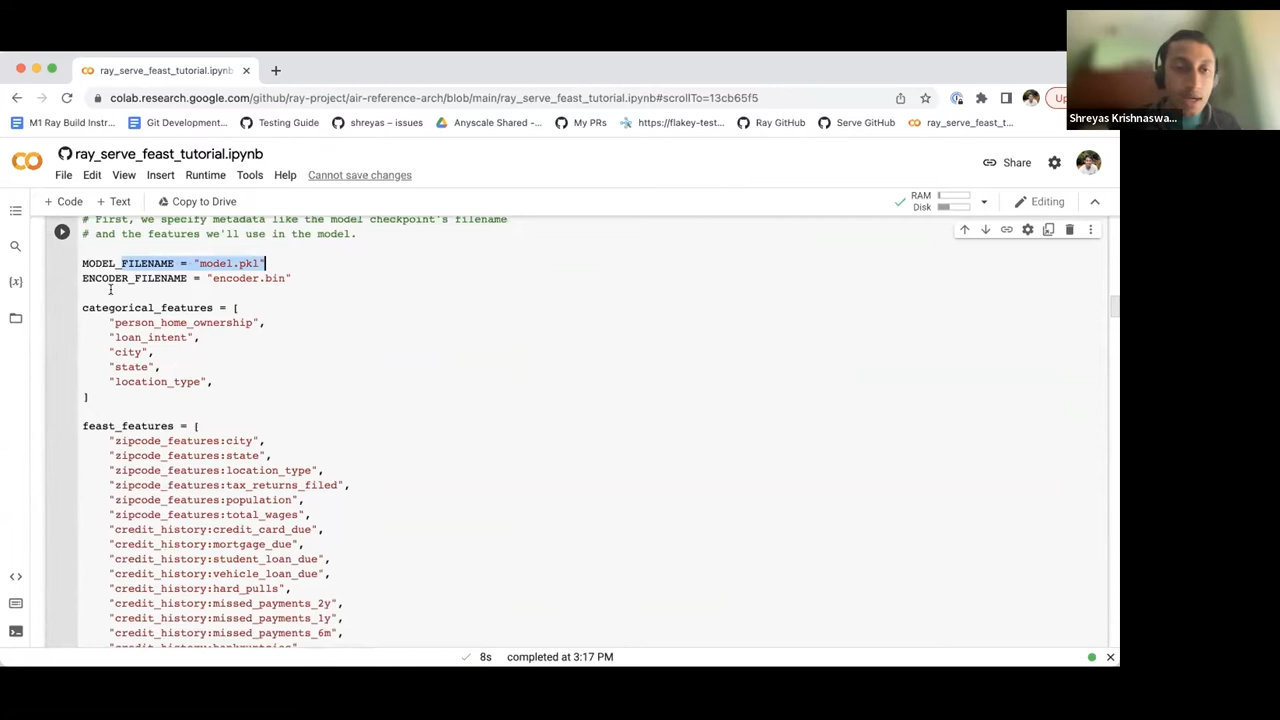 ray_serve_feast_tutorial.ipynb
colab.research.google.com/github/ray-project/air-reference-arch/blob/main/ray_serve_feast_tutorial.ipynb#scrollTo=13cb65f5
M1 Ray Build Instr... Git Development... Testing Guide shreyas – issues Anyscale Shared -... My PRs https://flakey-test... Ray GitHub Serve GitHub ray_serve_feast_t...
Shreyas Krishnaswa...
ray_serve_feast_tutorial.ipynb
File Edit View Insert Runtime Tools Help Cannot save changes
Share
+ Code + Text Copy to Drive
RAM
Disk
Editing
# First, we specify metadata like the model checkpoint's filename
# and the features we'll use in the model.
MODEL_FILENAME = "model.pkl"
ENCODER_FILENAME = "encoder.bin"
categorical_features = [
"person_home_ownership",
"loan_intent",
"city",
"state",
"location_type",
]
feast_features = [
"zipcode_features:city",
"zipcode_features:state",
"zipcode_features:location_type",
"zipcode_features:tax_returns_filed",
"zipcode_features:population",
"zipcode_features:total_wages",
"credit_history:credit_card_due",
"credit_history:mortgage_due",
"credit_history:student_loan_due",
"credit_history:vehicle_loan_due",
"credit_history:hard_pulls",
"credit_history:missed_payments_2y",
"credit_history:missed_payments_1y",
"credit_history:missed_payments_6m",
8s completed at 3:17 PM